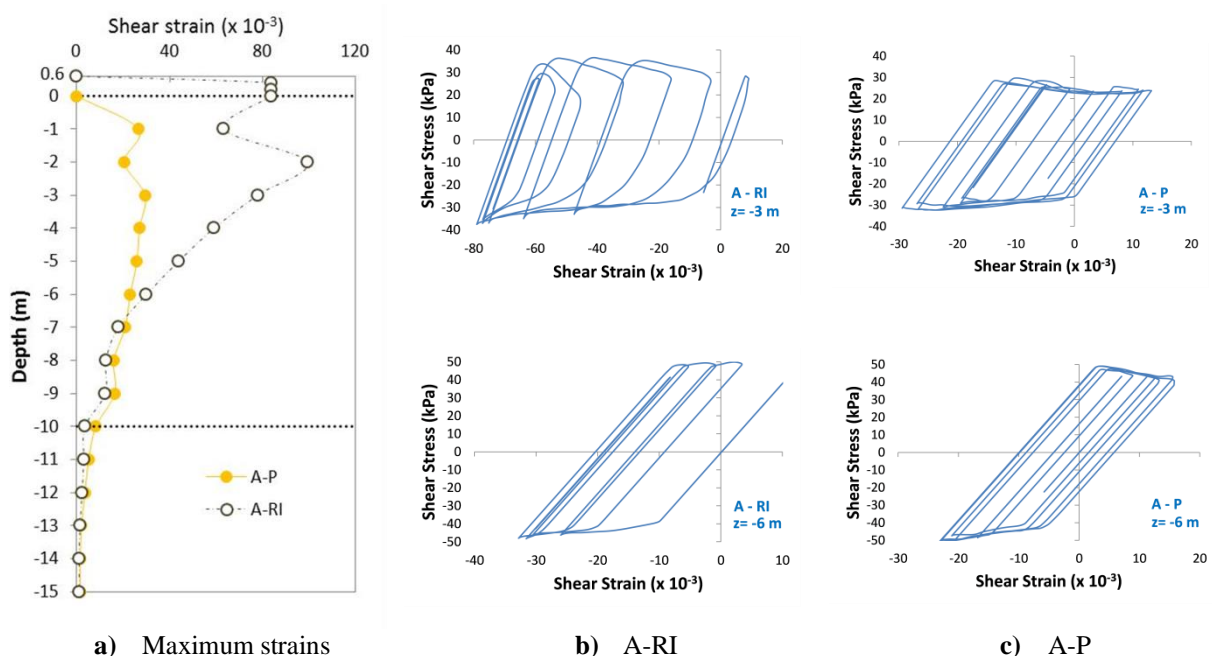 Shear strain (x 10-3)
0 40 80 120
0.6
0
-1
-2
-3
-4
-5
-6
-7
-8
-9
-10
-11
-12
-13
-14
-15
Depth (m)
A-P
A-RI
a) Maximum strains
40
30
20
10
0
-10
-20
-30
-40
Shear Stress (kPa)
A - RI
z= -3 m
-80 -60 -40 -20 0 20
Shear Strain (x 10-3)
50
40
30
20
10
0
-10
-20
-30
-40
-50
Shear Stress (kPa)
A - RI
z= -6 m
-40 -30 -20 -10 0 10
Shear Strain (x 10-3)
b) A-RI
40
30
20
10
0
-10
-20
-30
-40
Shear Stress (kPa)
A - P
z= -3 m
-30 -20 -10 0 10 20
Shear Strain (x 10-3)
50
40
30
20
10
0
-10
-20
-30
-40
-50
Shear Stress (kPa)
A - P
z= -6 m
-30 -20 -10 0 10 20
Shear Strain (x 10-3)
c) A-P